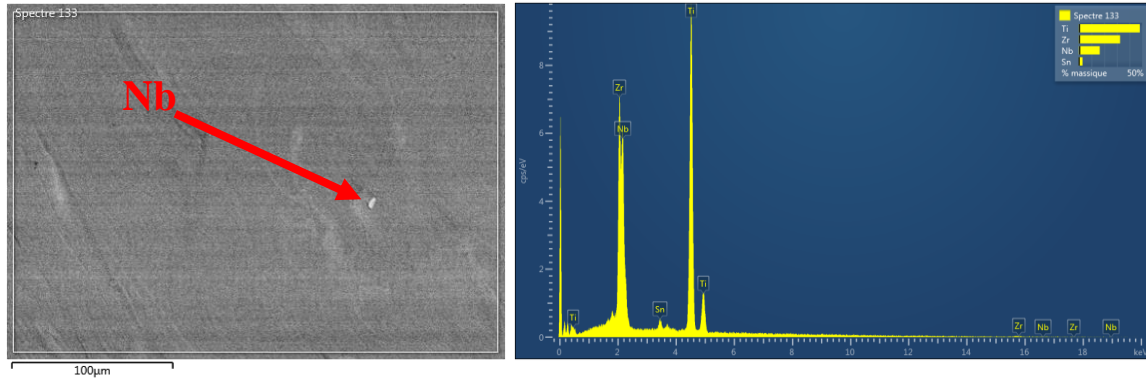 Spectre 133
Nb
100µm
Spectre 133
Ti
Zr
Nb
Sn
% massique 50%
cps/eV
8
6
4
2
0
Ti
Zr
Nb
Ti
Sn
Ti
Zr
Nb
Zr
Nb
0 2 4 6 8 10 12 14 16 18 keV